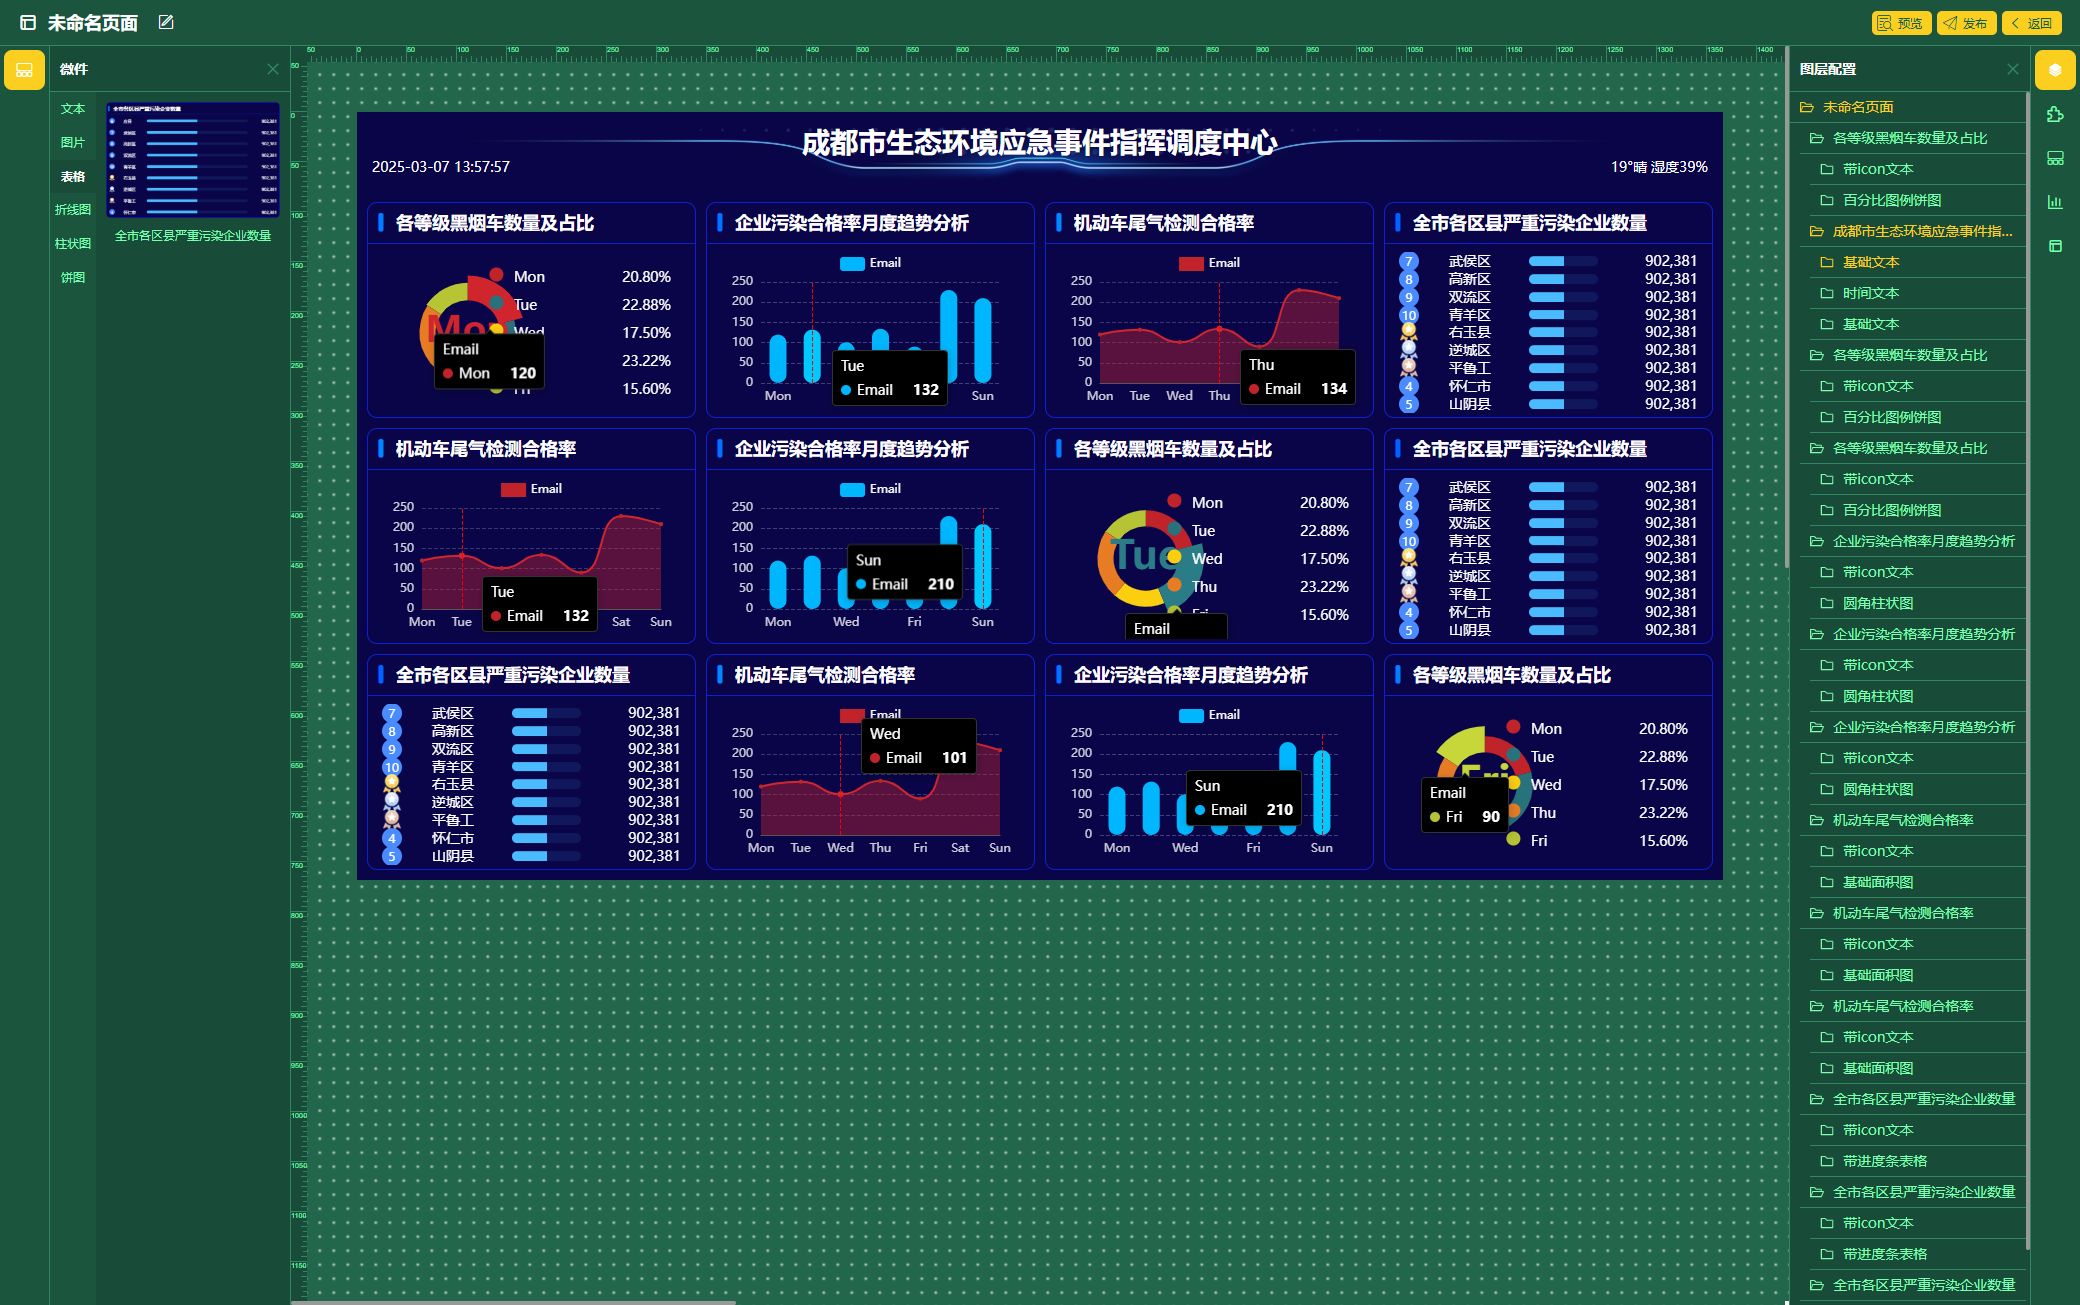 未命名页面
预览
发布
返回
微件
文本
图片
表格
折线图
柱状图
饼图
全市各区县严重污染企业数量
全市各区县严重污染企业数量
成都市生态环境应急事件指挥调度中心
2025-03-07 13:57:57
19°晴 湿度39%
各等级黑烟车数量及占比
Mon 20.80%
Tue 22.88%
Wed 17.50%
23.22%
Fri 15.60%
Mon
Email
Mon 120
企业污染合格率月度趋势分析
Email
250
200
150
100
50
0
Mon Sun
Tue
Email 132
机动车尾气检测合格率
Email
250
200
150
100
50
0
Mon Tue Wed Thu
Thu
Email 134
全市各区县严重污染企业数量
7 武侯区 902,381
8 高新区 902,381
9 双流区 902,381
10 青羊区 902,381
右玉县 902,381
逆城区 902,381
平鲁工 902,381
4 怀仁市 902,381
5 山阴县 902,381
机动车尾气检测合格率
Email
250
200
150
100
50
0
Mon Tue Sat Sun
Tue
Email 132
企业污染合格率月度趋势分析
Email
250
200
150
100
50
0
Mon Wed Fri Sun
Sun
Email 210
各等级黑烟车数量及占比
Mon 20.80%
Tue 22.88%
Wed 17.50%
Thu 23.22%
Fri 15.60%
Tue
Email
全市各区县严重污染企业数量
7 武侯区 902,381
8 高新区 902,381
9 双流区 902,381
10 青羊区 902,381
右玉县 902,381
逆城区 902,381
平鲁工 902,381
4 怀仁市 902,381
5 山阴县 902,381
全市各区县严重污染企业数量
7 武侯区 902,381
8 高新区 902,381
9 双流区 902,381
10 青羊区 902,381
右玉县 902,381
逆城区 902,381
平鲁工 902,381
4 怀仁市 902,381
5 山阴县 902,381
机动车尾气检测合格率
Email
250
200
150
100
50
0
Mon Tue Wed Thu Fri Sat Sun
Wed
Email 101
企业污染合格率月度趋势分析
Email
250
200
150
100
50
0
Mon Wed Fri Sun
Sun
Email 210
各等级黑烟车数量及占比
Mon 20.80%
Tue 22.88%
Wed 17.50%
Thu 23.22%
Fri 15.60%
Fri
Email
Fri 90
图层配置
未命名页面
各等级黑烟车数量及占比
带icon文本
百分比图例饼图
成都市生态环境应急事件指...
基础文本
时间文本
基础文本
各等级黑烟车数量及占比
带icon文本
百分比图例饼图
各等级黑烟车数量及占比
带icon文本
百分比图例饼图
企业污染合格率月度趋势分析
带icon文本
圆角柱状图
企业污染合格率月度趋势分析
带icon文本
圆角柱状图
企业污染合格率月度趋势分析
带icon文本
圆角柱状图
机动车尾气检测合格率
带icon文本
基础面积图
机动车尾气检测合格率
带icon文本
基础面积图
机动车尾气检测合格率
带icon文本
基础面积图
全市各区县严重污染企业数量
带icon文本
带进度条表格
全市各区县严重污染企业数量
带icon文本
带进度条表格
全市各区县严重污染企业数量